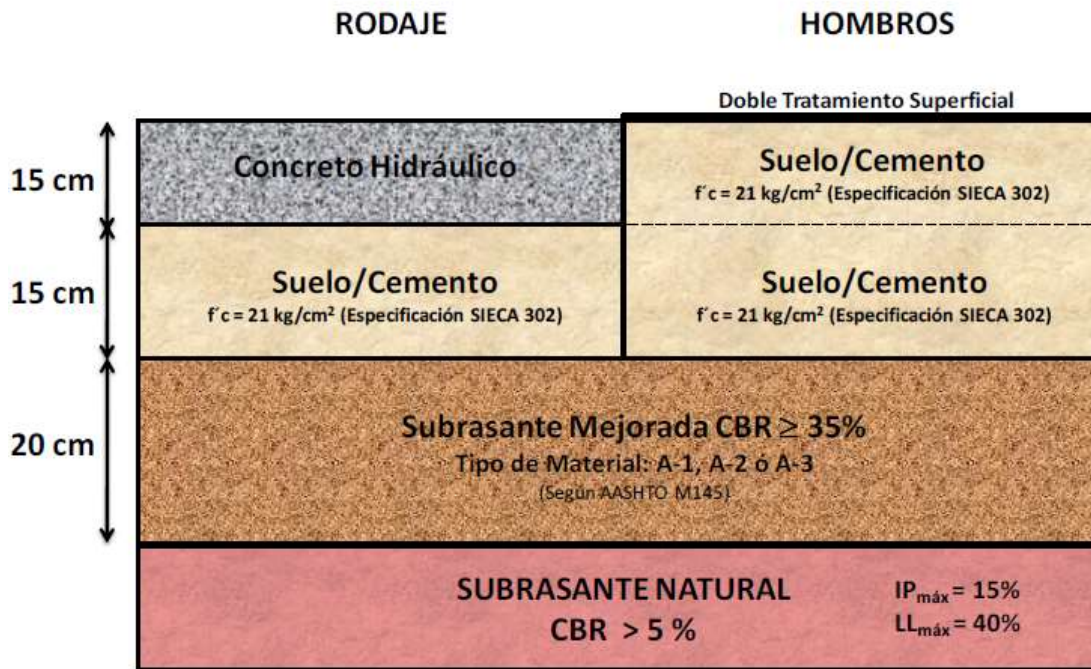 RODAJE
HOMBROS
Doble Tratamiento Superficial
15 cm
Concreto Hidráulico
Suelo/Cemento
f´c = 21 kg/cm² (Especificación SIECA 302)
15 cm
Suelo/Cemento
f´c = 21 kg/cm² (Especificación SIECA 302)
Suelo/Cemento
f´c = 21 kg/cm² (Especificación SIECA 302)
20 cm
Subrasante Mejorada CBR ≥ 35%
Tipo de Material: A-1, A-2 ó A-3
(Según AASHTO M145)
SUBRASANTE NATURAL
CBR > 5 %
IPmáx = 15%
LLmáx = 40%